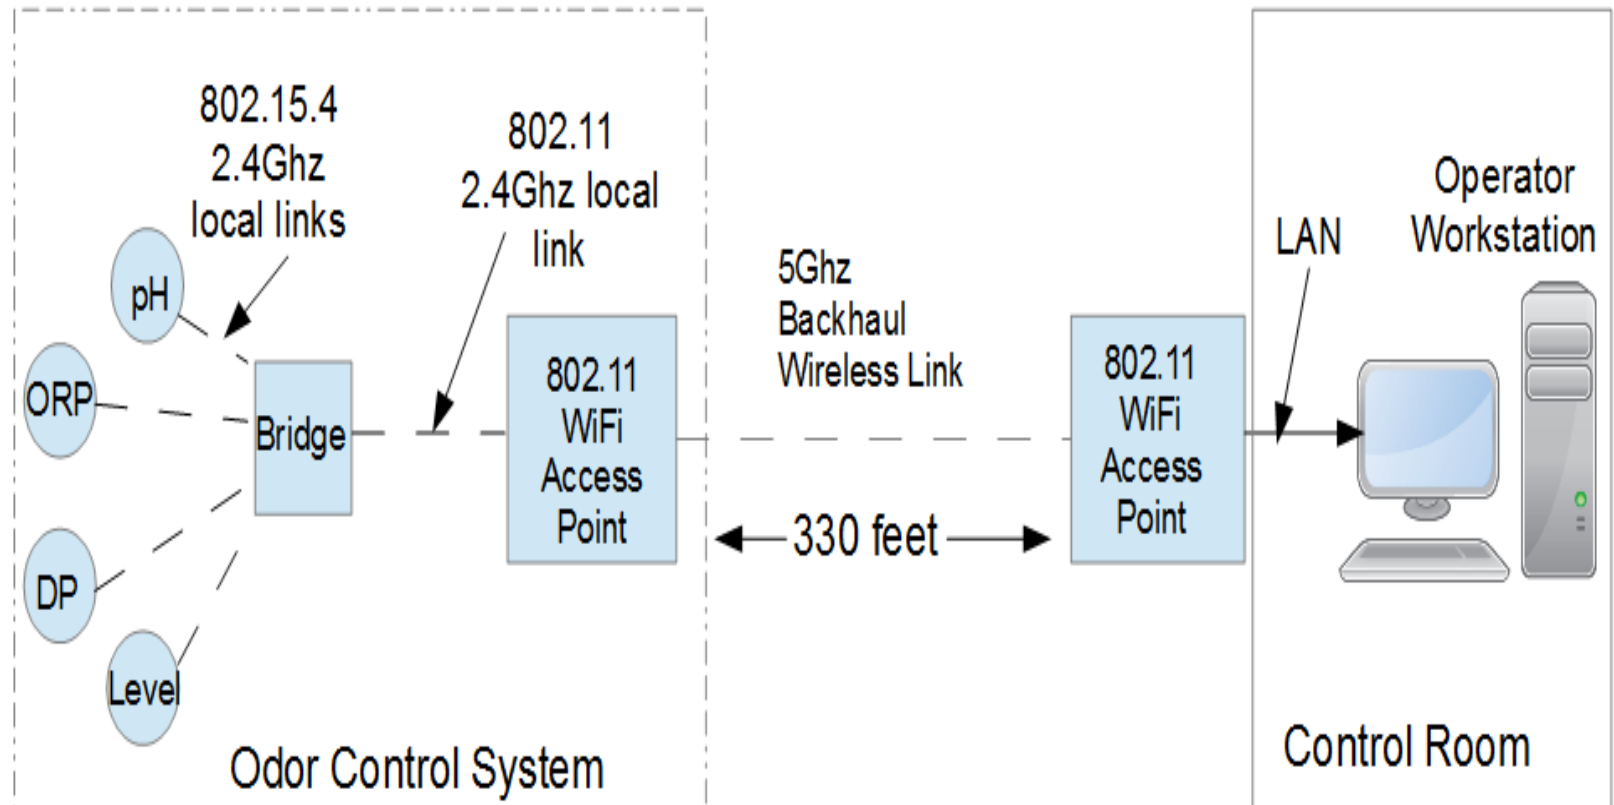 802.15.4
2.4Ghz
local links
802.11
2.4Ghz local
link
pH
ORP
DP
Level
Bridge
802.11
WiFi
Access
Point
5Ghz
Backhaul
Wireless Link
330 feet
802.11
WiFi
Access
Point
LAN
Operator
Workstation
Odor Control System
Control Room